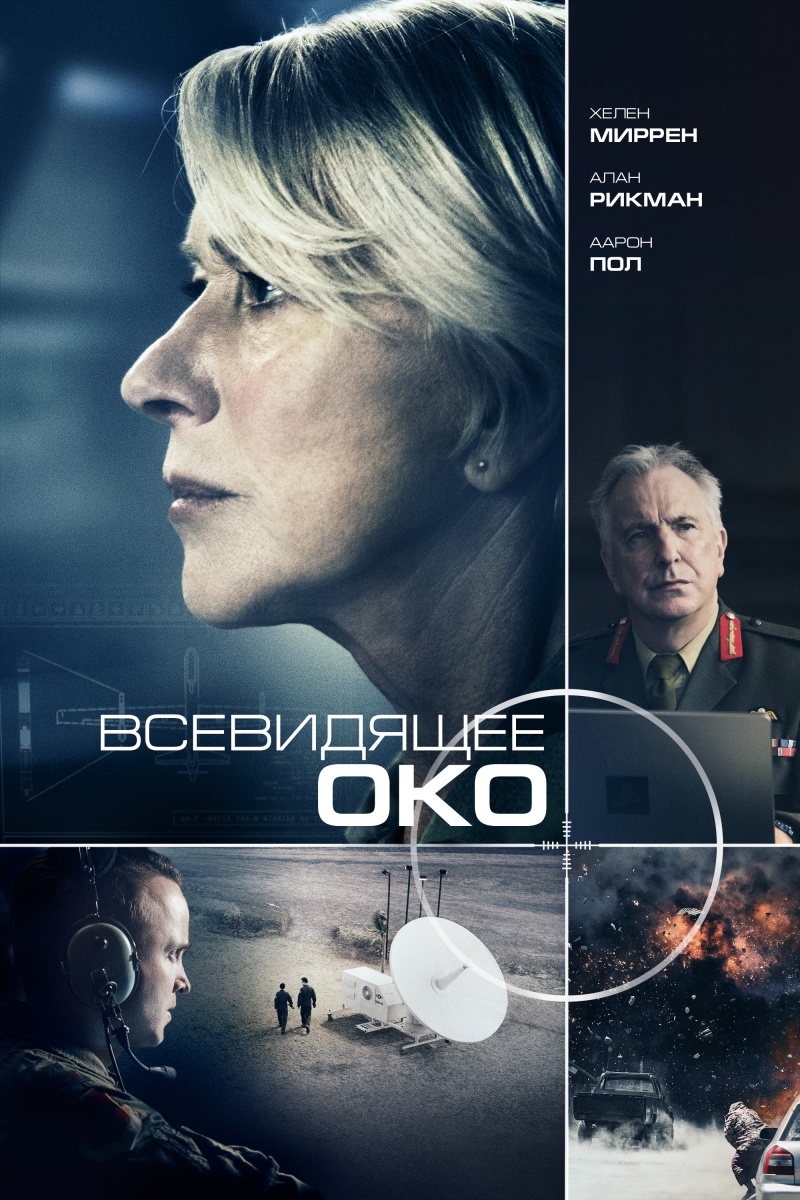 ХЕЛЕН
МИРРЕН
АЛАН
РИКМАН
ААРОН
ПОЛ
ВСЕВИДЯЩЕЕ
ОКО